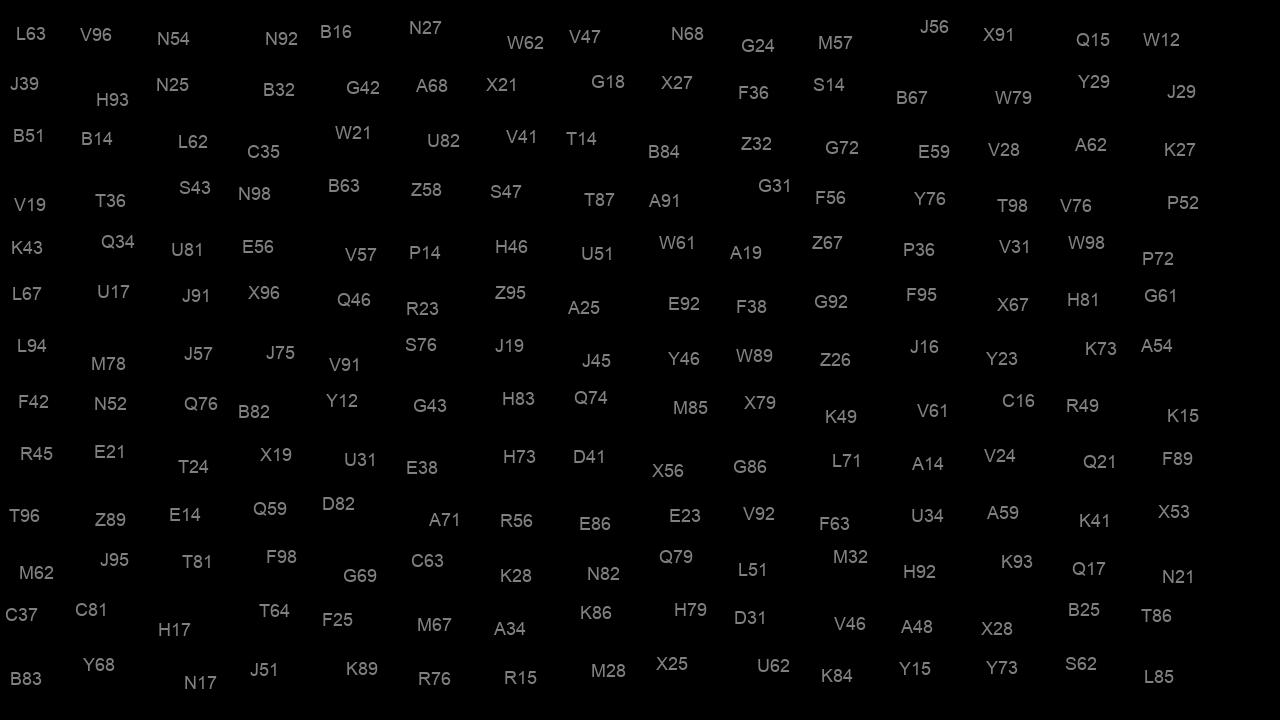 L63 V96 N54 N92 B16 N27 W62 V47 N68 G24 M57 J56 X91 Q15 W12
J39 H93 N25 B32 G42 A68 X21 G18 X27 F36 S14 B67 W79 Y29 J29
B51 B14 L62 C35 W21 U82 V41 T14 B84 Z32 G72 E59 V28 A62 K27
V19 T36 S43 N98 B63 Z58 S47 T87 A91 G31 F56 Y76 T98 V76 P52
K43 Q34 U81 E56 V57 P14 H46 U51 W61 A19 Z67 P36 V31 W98 P72
L67 U17 J91 X96 Q46 R23 Z95 A25 E92 F38 G92 F95 X67 H81 G61
L94 M78 J57 J75 V91 S76 J19 J45 Y46 W89 Z26 J16 Y23 K73 A54
F42 N52 Q76 B82 Y12 G43 H83 Q74 M85 X79 K49 V61 C16 R49 K15
R45 E21 T24 X19 U31 E38 H73 D41 X56 G86 L71 A14 V24 Q21 F89
T96 Z89 E14 Q59 D82 A71 R56 E86 E23 V92 F63 U34 A59 K41 X53
M62 J95 T81 F98 G69 C63 K28 N82 Q79 L51 M32 H92 K93 Q17 N21
C37 C81 H17 T64 F25 M67 A34 K86 H79 D31 V46 A48 X28 B25 T86
B83 Y68 N17 J51 K89 R76 R15 M28 X25 U62 K84 Y15 Y73 S62 L85